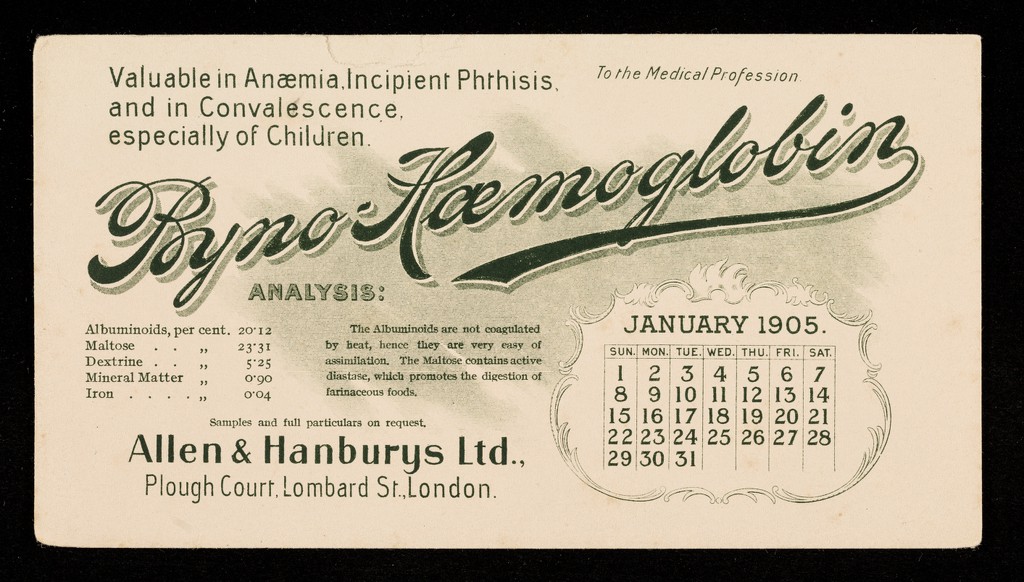 Valuable in Anæmia, Incipient Phthisis,
and in Convalescence,
especially of Children.
To the Medical Profession.
Byno-Hæmoglobin
ANALYSIS:
Albuminoids, per cent. 20·12
Maltose . . „ 23·31
Dextrine . . „ 5·25
Mineral Matter „ 0·90
Iron . . . . „ 0·04
The Albuminoids are not coagulated
by heat, hence they are very easy of
assimilation. The Maltose contains active
diastase, which promotes the digestion of
farinaceous foods.
Samples and full particulars on request.
Allen & Hanburys Ltd.,
Plough Court, Lombard St., London.
JANUARY 1905.
SUN. MON. TUE. WED. THU. FRI. SAT.
1 2 3 4 5 6 7
8 9 10 11 12 13 14
15 16 17 18 19 20 21
22 23 24 25 26 27 28
29 30 31